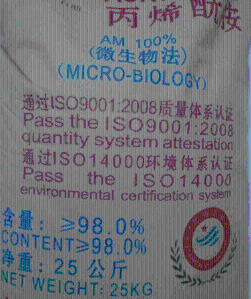 丙烯酰胺
AM 100%
(微生物法)
(MICRO-BIOLOGY)
通过ISO9001:2008质量体系认证
Pass the ISO9001:2008
quantity system attestation
通过ISO14000环境体系认证
Pass the ISO14000
environmental certification system
含量: ≥98.0%
CONTENT≥98.0%
净重: 25 公斤
NET WEIGHT: 25KG